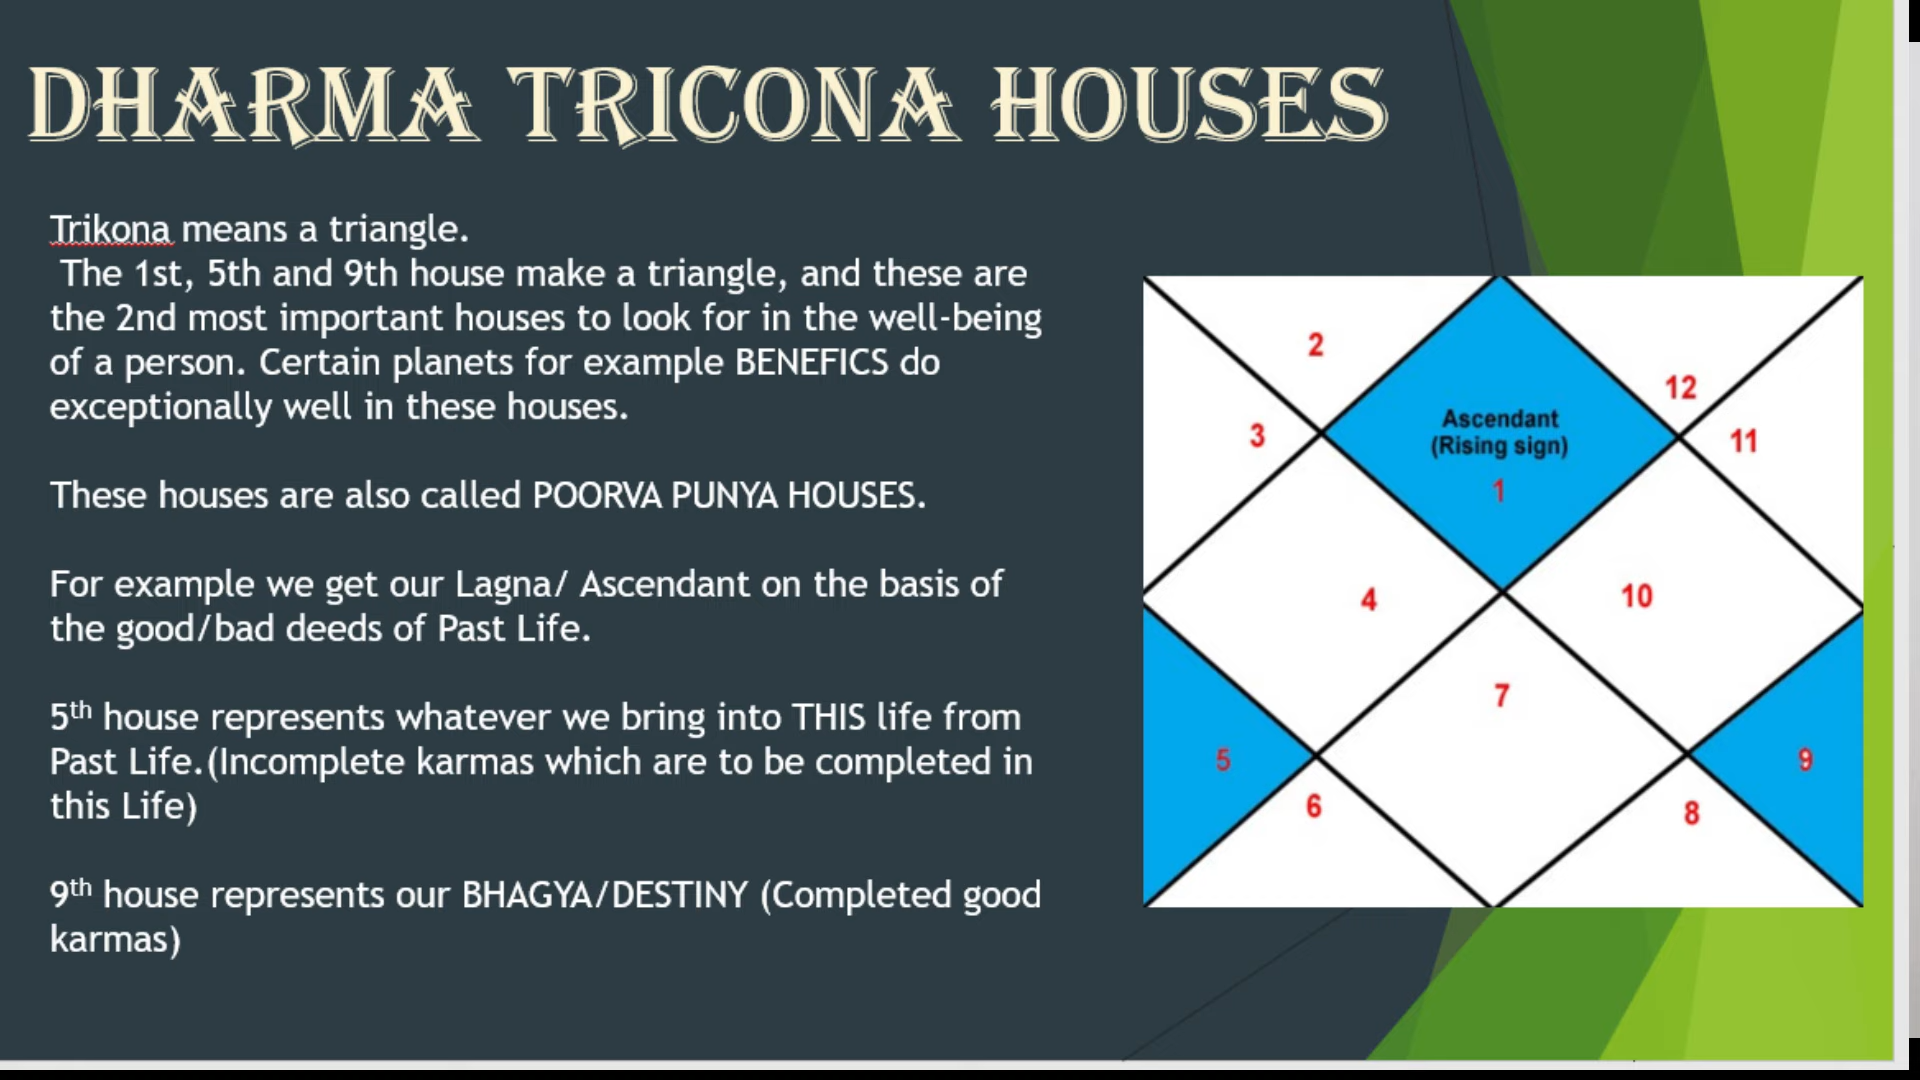 DHARMA TRICONA HOUSES
Trikona means a triangle.
The 1st, 5th and 9th house make a triangle, and these are
the 2nd most important houses to look for in the well-being
of a person. Certain planets for example BENEFICS do
exceptionally well in these houses.
These houses are also called POORVA PUNYA HOUSES.
For example we get our Lagna/ Ascendant on the basis of
the good/bad deeds of Past Life.
5th house represents whatever we bring into THIS life from
Past Life.(Incomplete karmas which are to be completed in
this Life)
9th house represents our BHAGYA/DESTINY (Completed good
karmas)
2
12
3
Ascendant
(Rising sign)
11
1
4
10
7
5
9
6
8